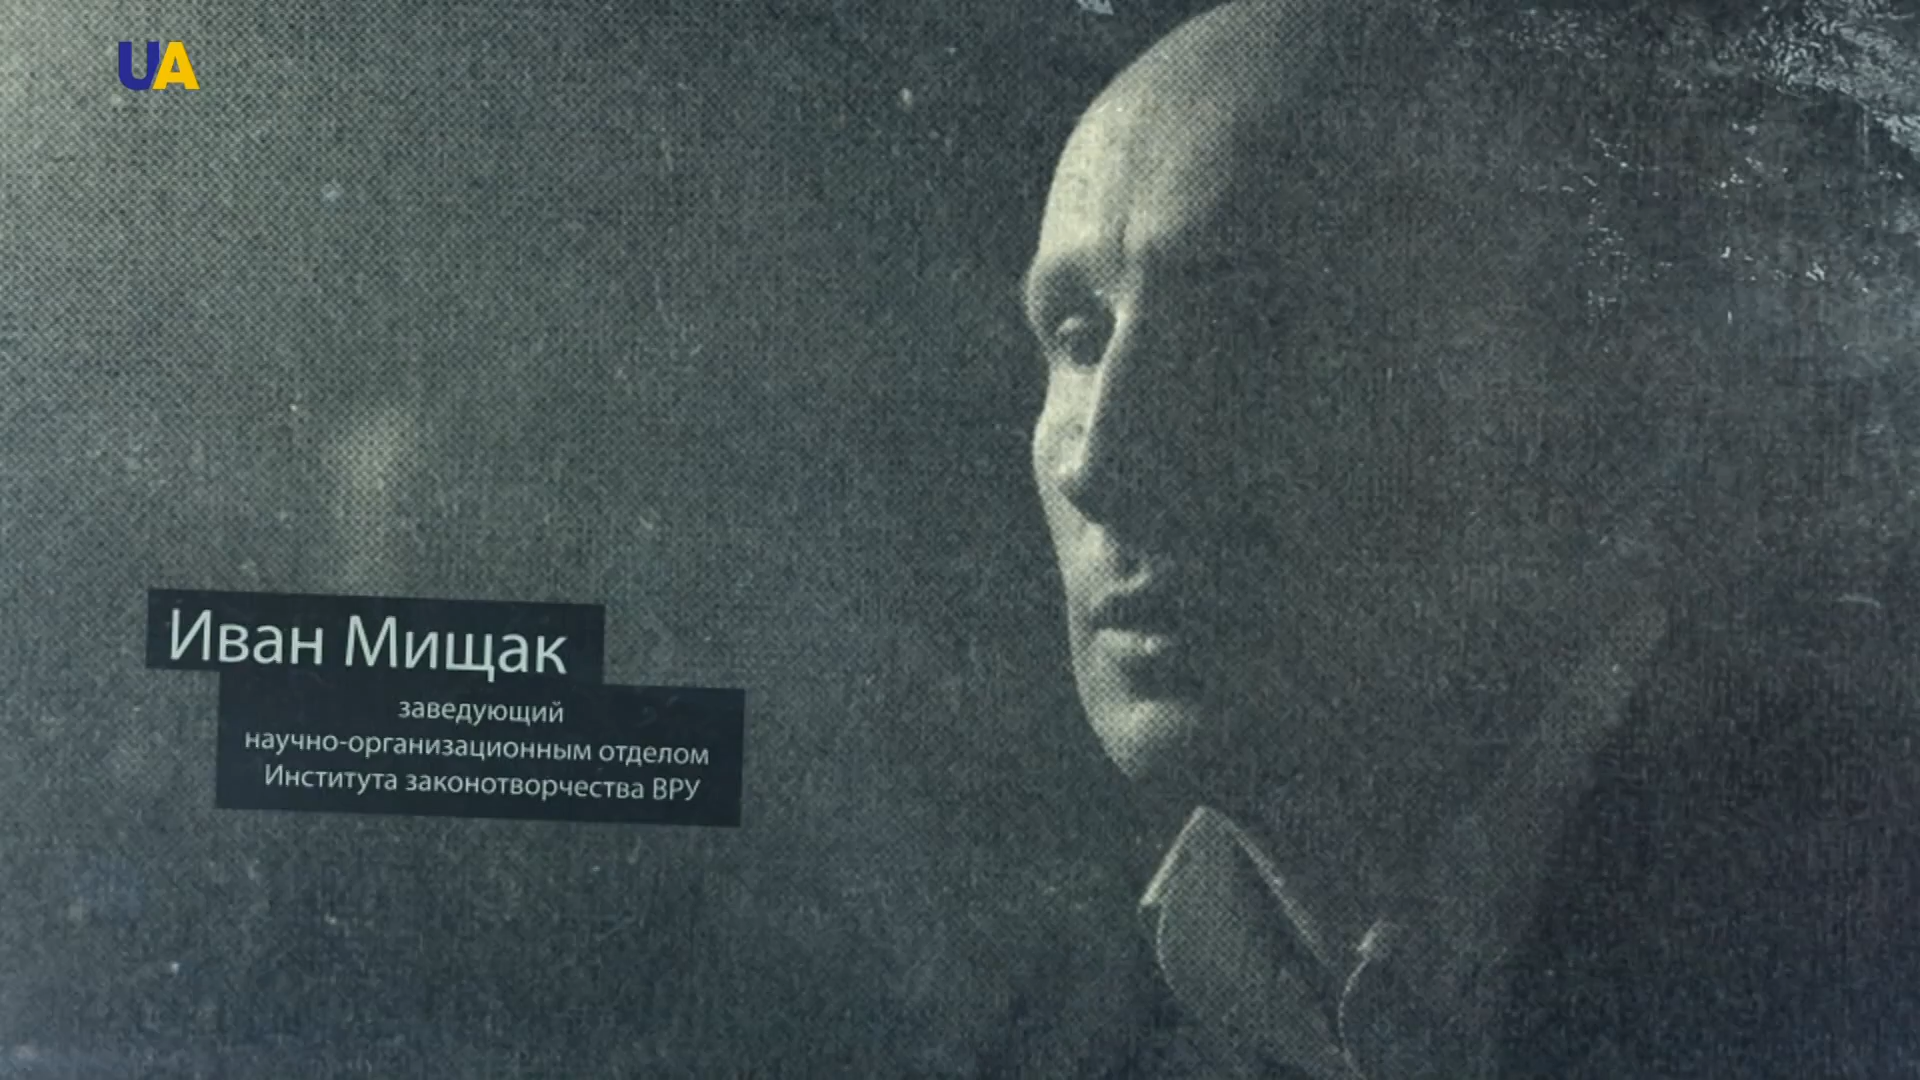 UA
Иван Мищак
заведующий
научно-организационным отделом
Института законотворчества ВРУ